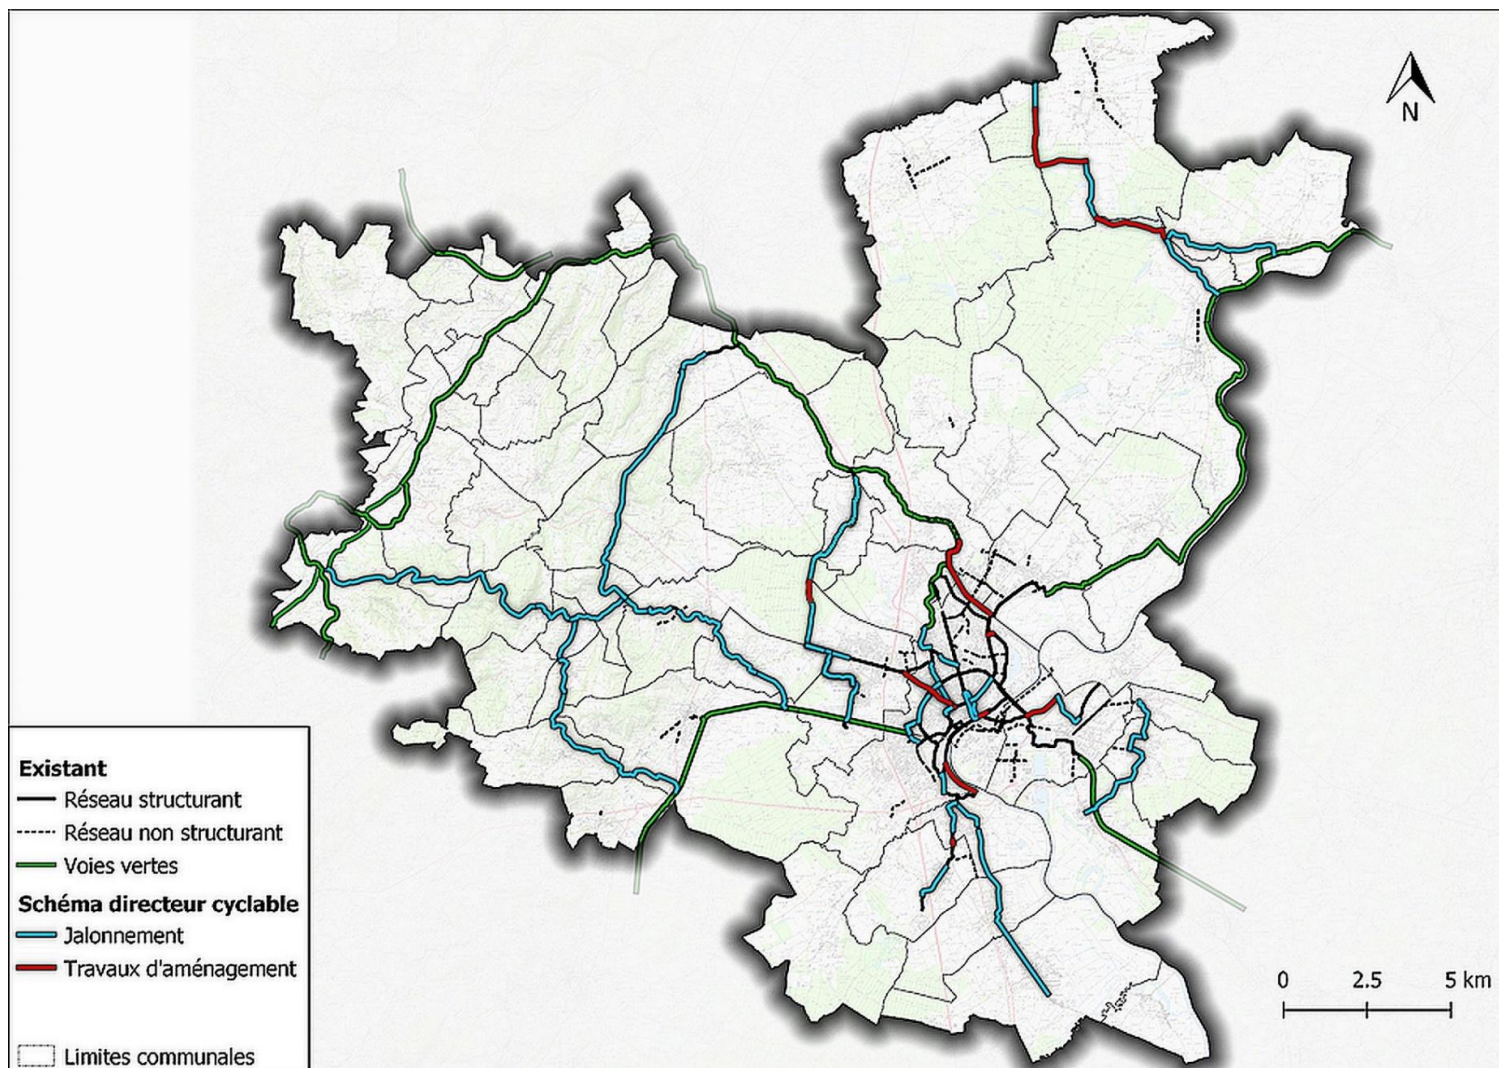 N
Existant
Réseau structurant
Réseau non structurant
Voies vertes
Schéma directeur cyclable
Jalonnement
Travaux d'aménagement
Limites communales
0 2.5 5 km